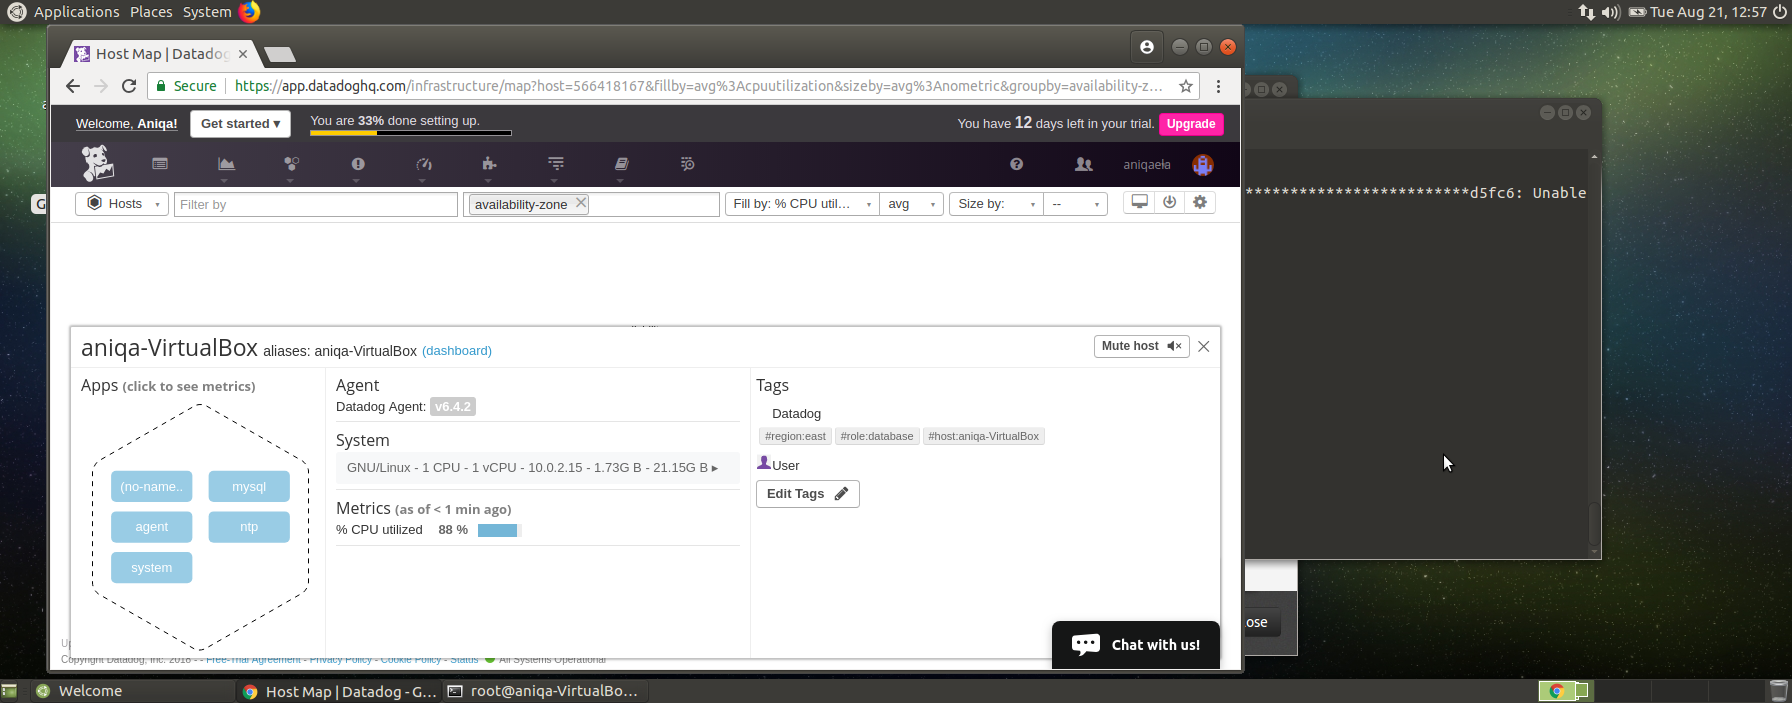 Applications Places System
Tue Aug 21, 12:57
Host Map | Datadog
Secure https://app.datadoghq.com/infrastructure/map?host=566418167&fillby=avg%3Acpuutilization&sizeby=avg%3Anometric&groupby=availability-z...
Welcome, Aniqa! Get started ▾ You are 33% done setting up. You have 12 days left in your trial. Upgrade
aniqaela
Hosts Filter by availability-zone Fill by: % CPU util... avg Size by: --
*************************d5fc6: Unable
G
aniqa-VirtualBox aliases: aniqa-VirtualBox (dashboard) Mute host
Apps (click to see metrics)
(no-name.. mysql
agent ntp
system
Agent
Datadog Agent: v6.4.2
System
GNU/Linux - 1 CPU - 1 vCPU - 10.0.2.15 - 1.73G B - 21.15G B ▸
Metrics (as of < 1 min ago)
% CPU utilized 88 %
Tags
Datadog
#region:east #role:database #host:aniqa-VirtualBox
User
Edit Tags
Chat with us!
ose
Up
Copyright Datadog, Inc. 2018 - - Free-Trial Agreement - Privacy Policy - Cookie Policy - Status All Systems Operational
Welcome Host Map | Datadog - G... root@aniqa-VirtualBo...